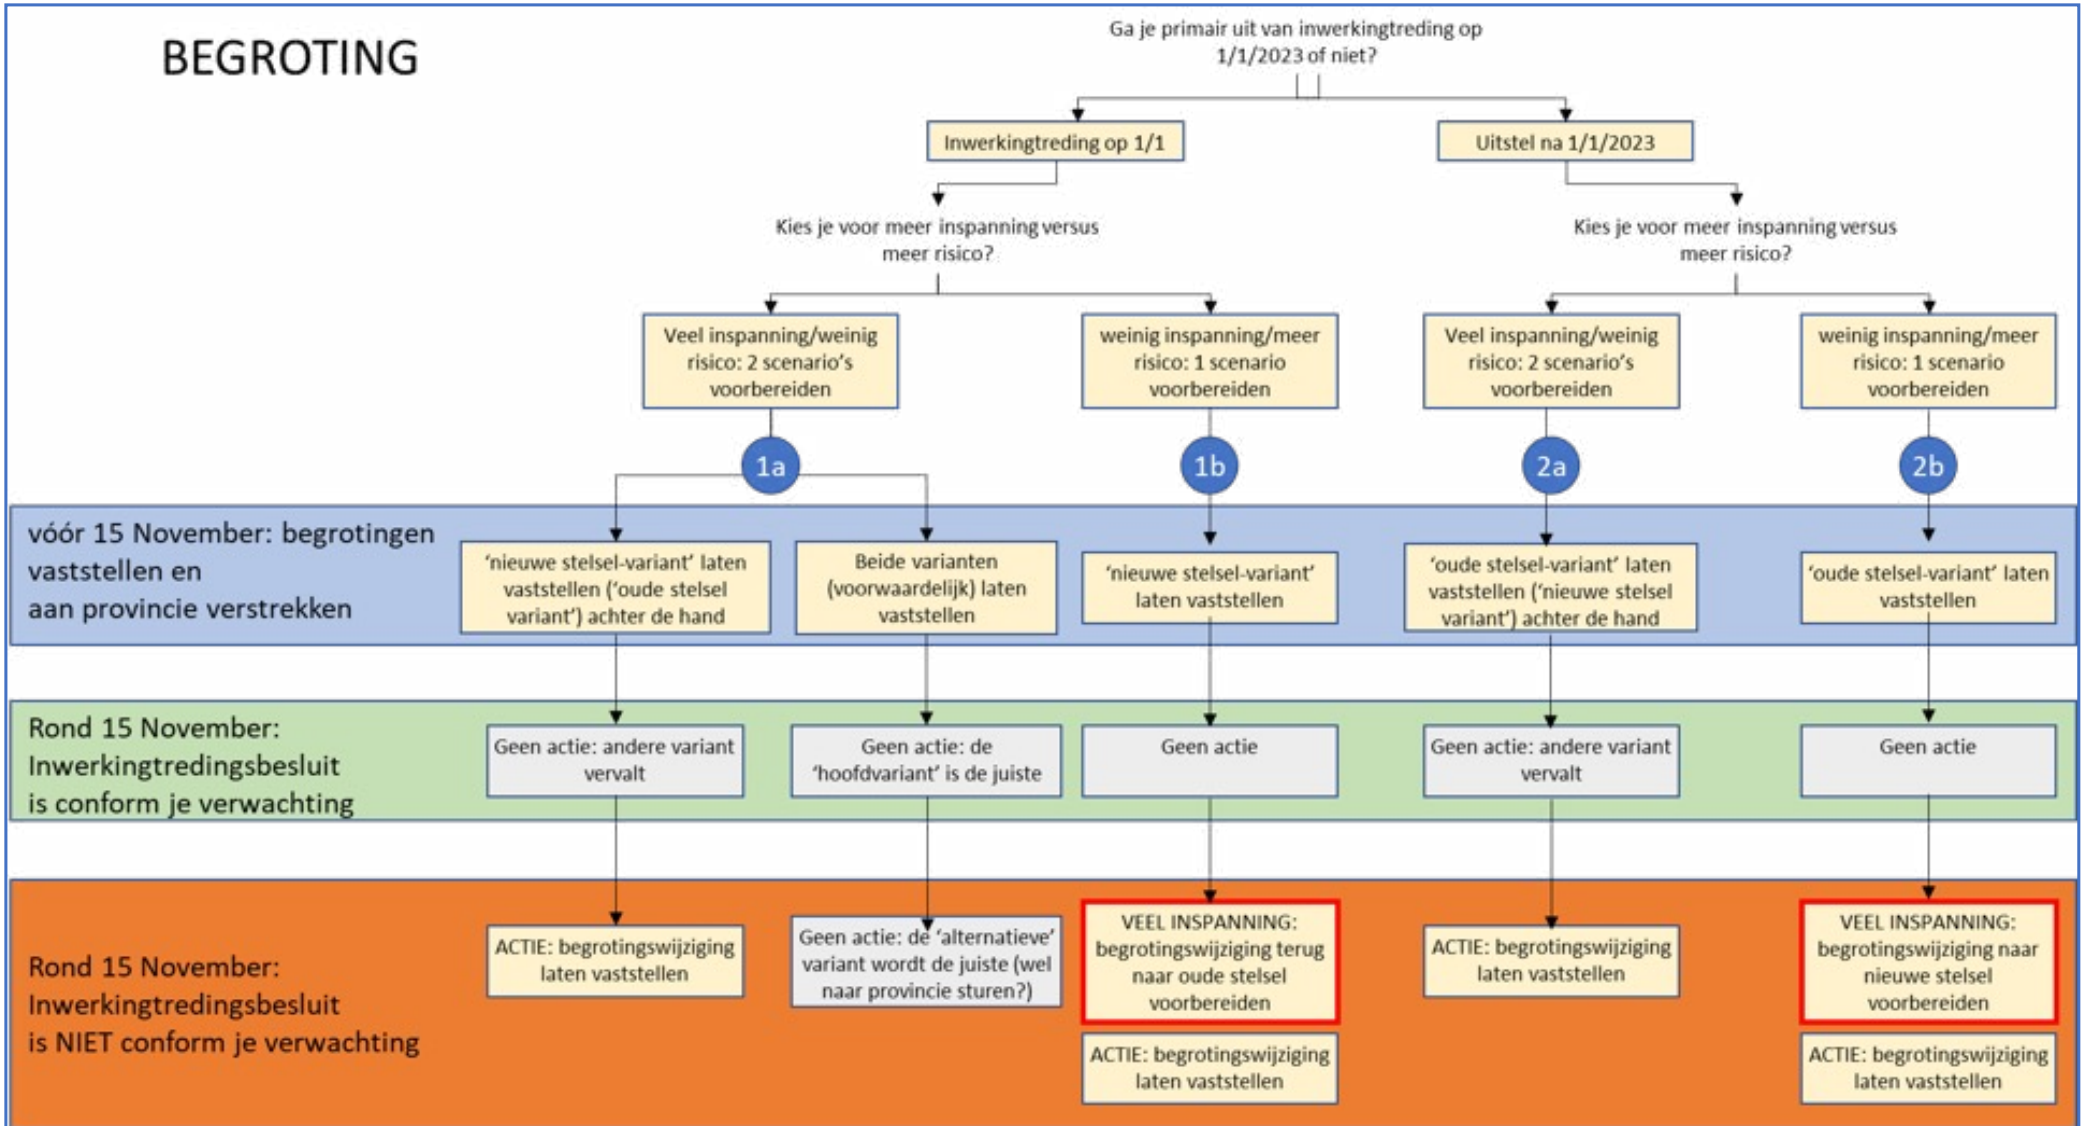 BEGROTING
Ga je primair uit van inwerkingtreding op
1/1/2023 of niet?
Inwerkingtreding op 1/1
Uitstel na 1/1/2023
Kies je voor meer inspanning versus
meer risico?
Kies je voor meer inspanning versus
meer risico?
Veel inspanning/weinig
risico: 2 scenario's
voorbereiden
weinig inspanning/meer
risico: 1 scenario
voorbereiden
Veel inspanning/weinig
risico: 2 scenario's
voorbereiden
weinig inspanning/meer
risico: 1 scenario
voorbereiden
1a
1b
2a
2b
vóór 15 November: begrotingen
vaststellen en
aan provincie verstrekken
'nieuwe stelsel-variant' laten
vaststellen ('oude stelsel
variant') achter de hand
Beide varianten
(voorwaardelijk) laten
vaststellen
'nieuwe stelsel-variant'
laten vaststellen
'oude stelsel-variant' laten
vaststellen ('nieuwe stelsel
variant') achter de hand
'oude stelsel-variant' laten
vaststellen
Rond 15 November:
Inwerkingtredingsbesluit
is conform je verwachting
Geen actie: andere variant
vervalt
Geen actie: de
'hoofdvariant' is de juiste
Geen actie
Geen actie: andere variant
vervalt
Geen actie
Rond 15 November:
Inwerkingtredingsbesluit
is NIET conform je verwachting
ACTIE: begrotingswijziging
laten vaststellen
Geen actie: de 'alternatieve'
variant wordt de juiste (wel
naar provincie sturen?)
VEEL INSPANNING:
begrotingswijziging terug
naar oude stelsel
voorbereiden
ACTIE: begrotingswijziging
laten vaststellen
ACTIE: begrotingswijziging
laten vaststellen
VEEL INSPANNING:
begrotingswijziging naar
nieuwe stelsel
voorbereiden
ACTIE: begrotingswijziging
laten vaststellen